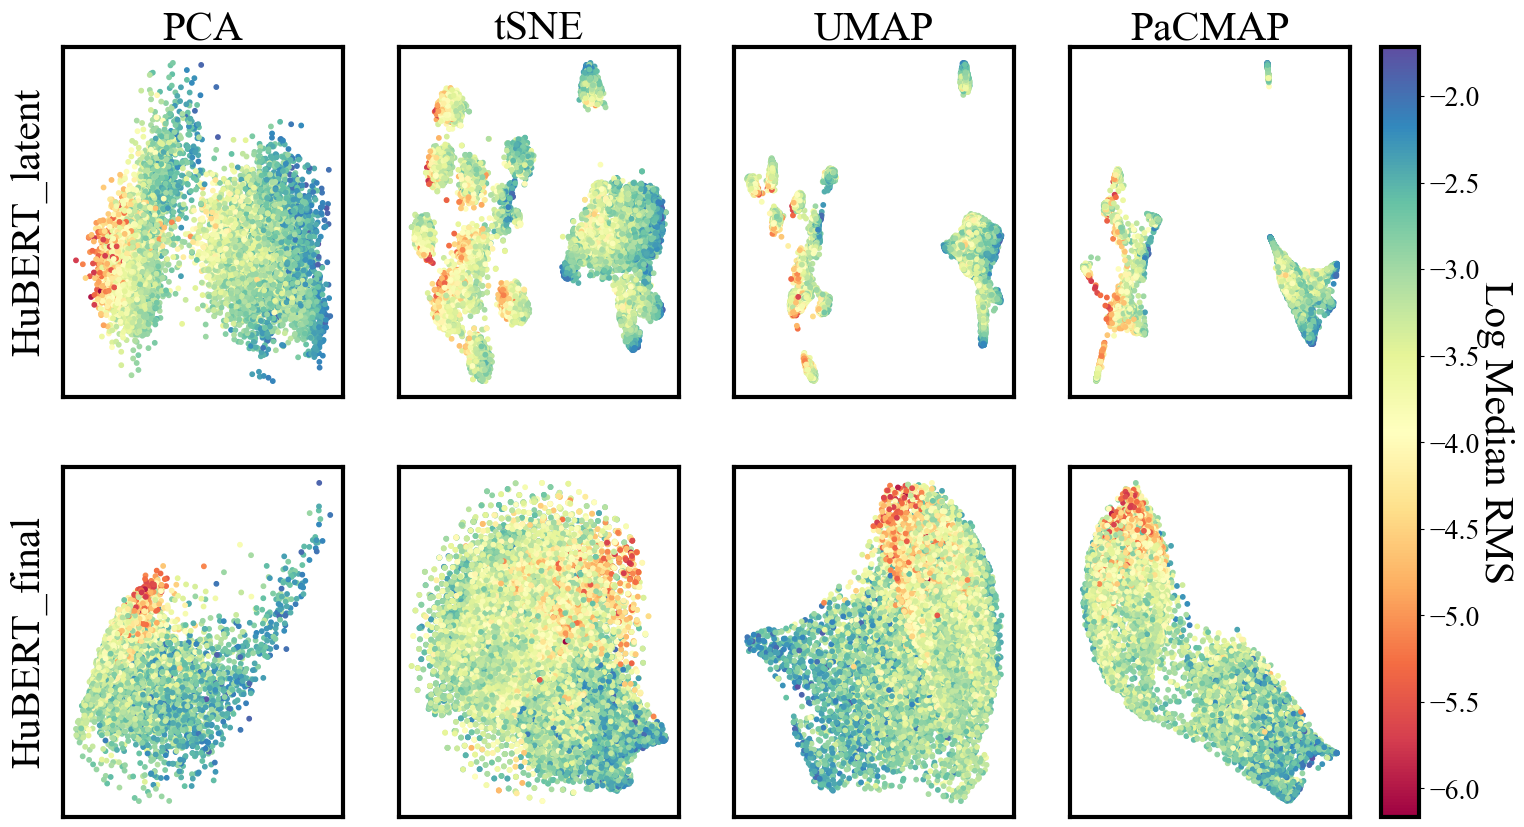 PCA
tSNE
UMAP
PaCMAP
HuBERT_latent
HuBERT_final
−2.0
−2.5
−3.0
−3.5
−4.0
−4.5
−5.0
−5.5
−6.0
Log Median RMS